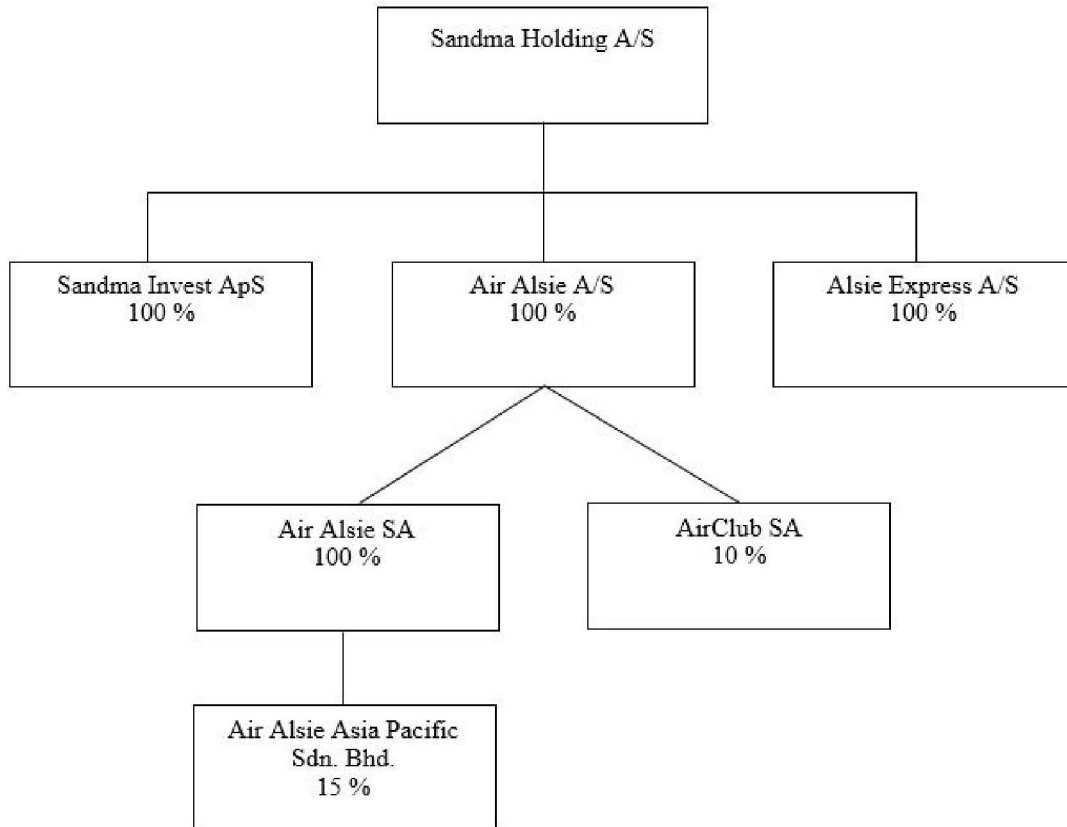 Sandma Holding A/S
Sandma Invest ApS
100 %
Air Alsie A/S
100 %
Alsie Express A/S
100 %
Air Alsie SA
100 %
AirClub SA
10 %
Air Alsie Asia Pacific
Sdn. Bhd.
15 %